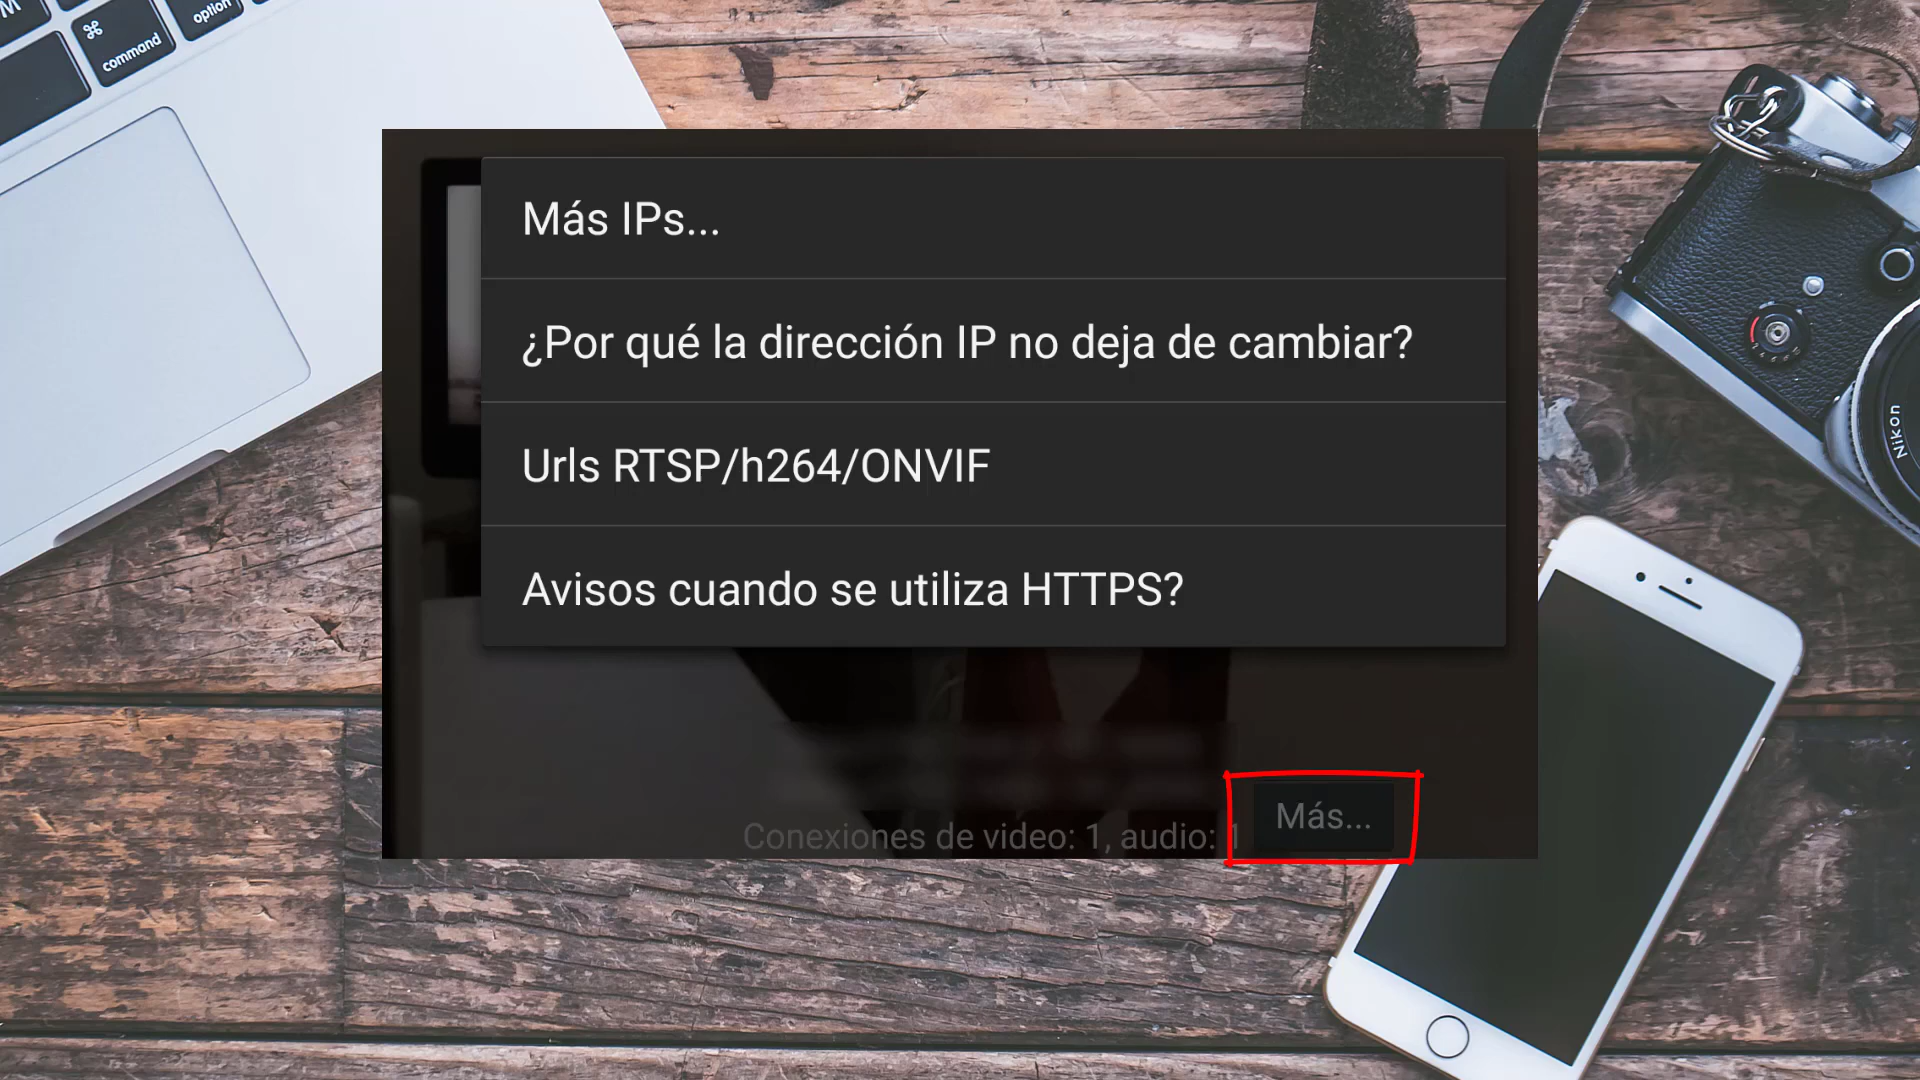 M
⌘
command
option
Más IPs...
¿Por qué la dirección IP no deja de cambiar?
Urls RTSP/h264/ONVIF
Avisos cuando se utiliza HTTPS?
Más...
Conexiones de video: 1, audio: 1
Nikon